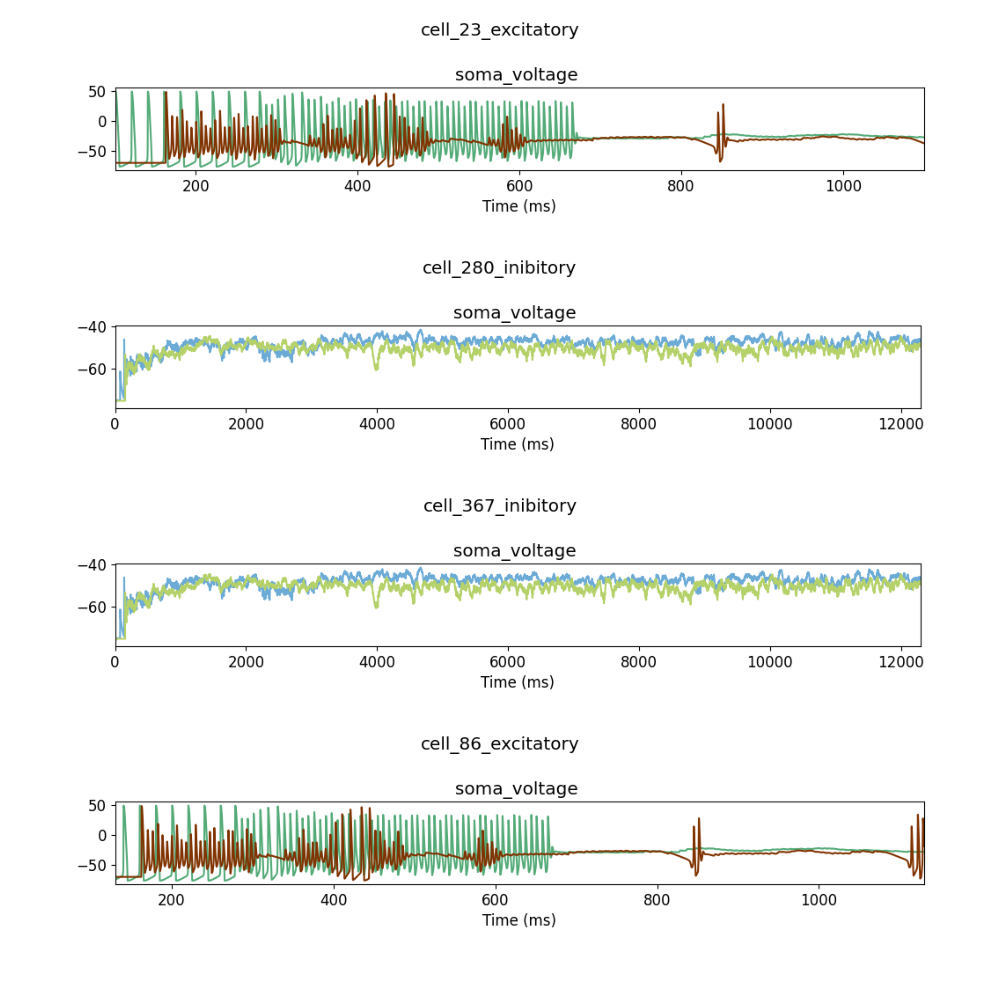 cell_23_excitatory
soma_voltage
50
0
−50
200 400 600 800 1000
Time (ms)
cell_280_inibitory
soma_voltage
−40
−60
0 2000 4000 6000 8000 10000 12000
Time (ms)
cell_367_inibitory
soma_voltage
−40
−60
0 2000 4000 6000 8000 10000 12000
Time (ms)
cell_86_excitatory
soma_voltage
50
0
−50
200 400 600 800 1000
Time (ms)